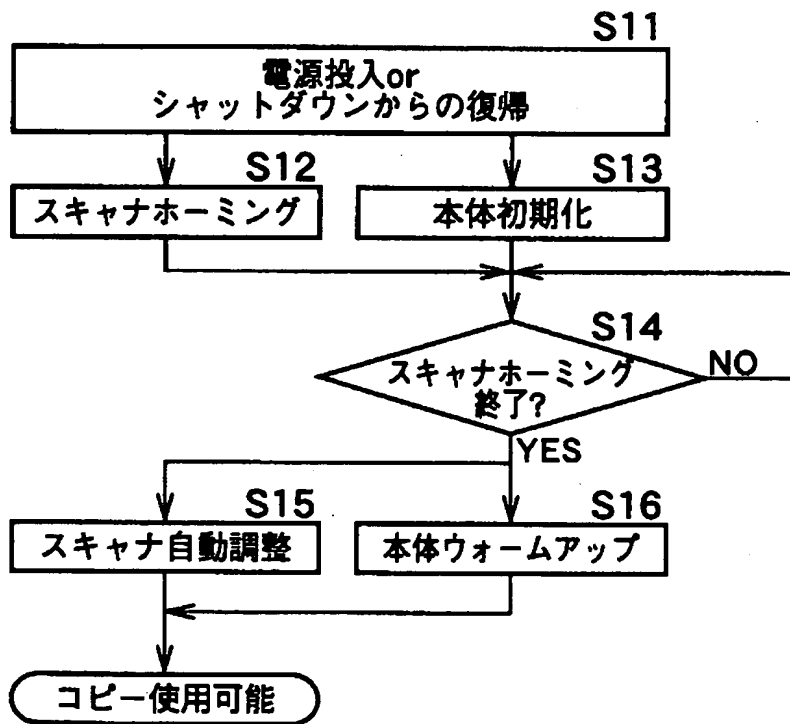 S11
電源投入or
シャットダウンからの復帰
S12
スキャナホーミング
S13
本体初期化
S14
スキャナホーミング
終了?
NO
YES
S15
スキャナ自動調整
S16
本体ウォームアップ
コピー使用可能